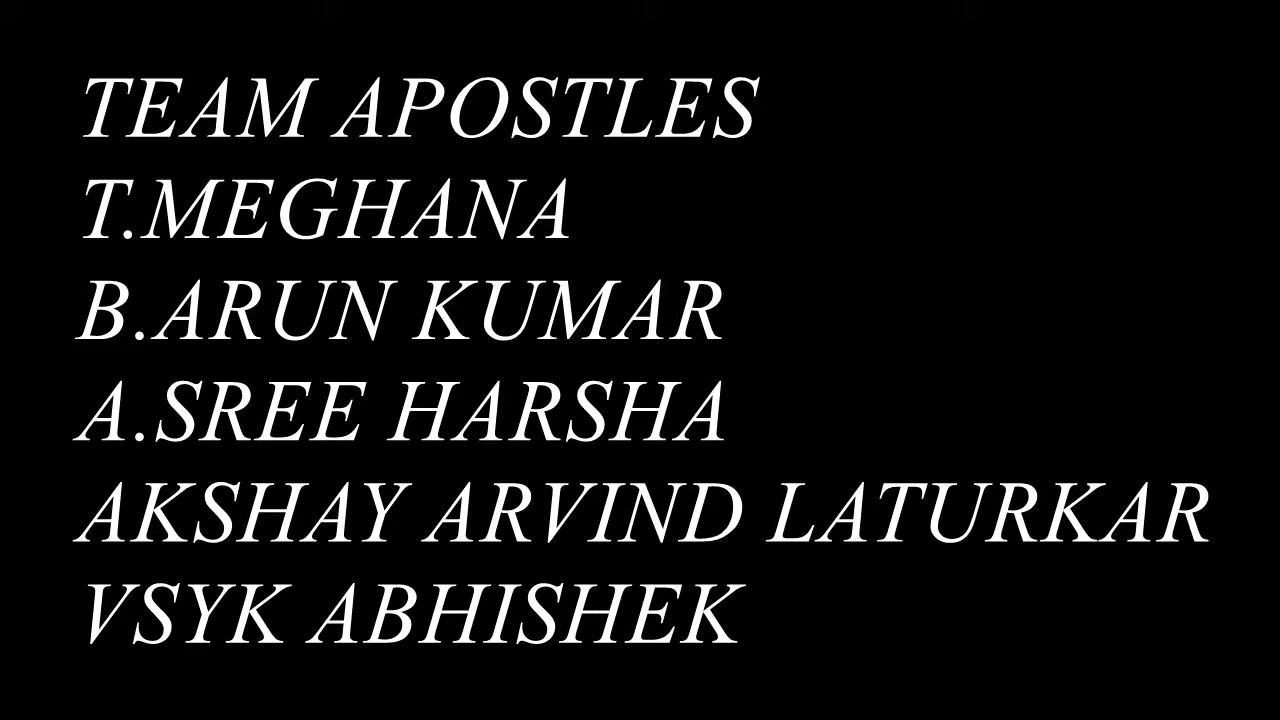 TEAM APOSTLES
T.MEGHANA
B.ARUN KUMAR
A.SREE HARSHA
AKSHAY ARVIND LATURKAR
VSYK ABHISHEK